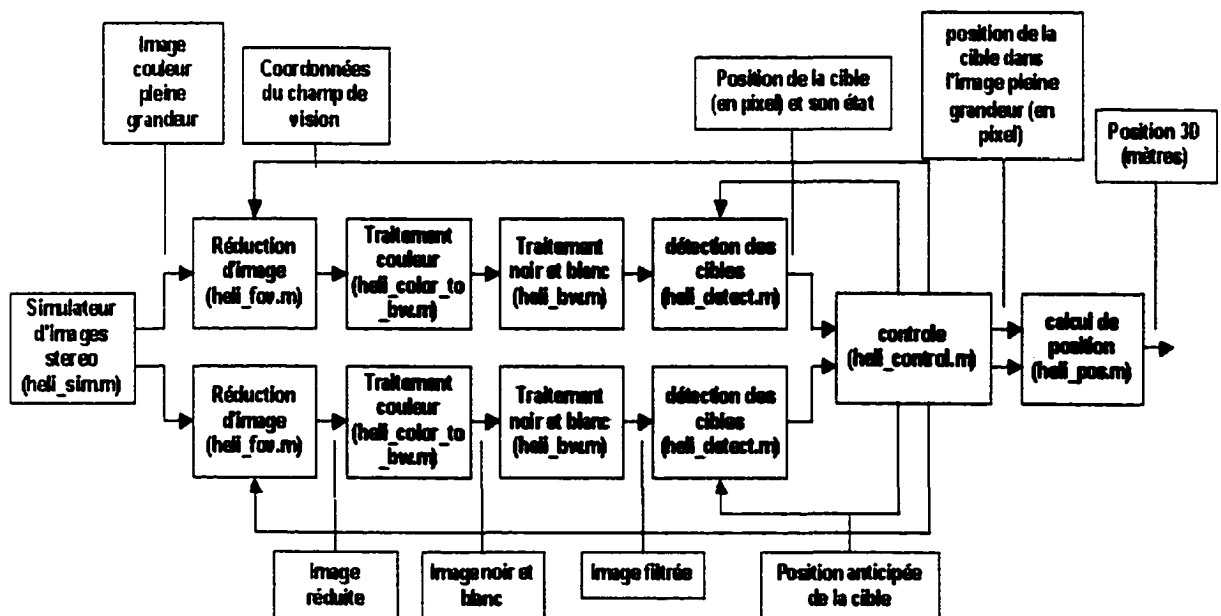 Image
couleur
pleine
grandeur
Coordonnées
du champ de
vision
Position de la cible
(en pixel) et son état
position de la
cible dans
l'image pleine
grandeur (en
pixel)
Position 3D
(mètres)
Simulateur
d'images
stereo
(heli_sim.m)
Réduction
d'image
(heli_fov.m)
Traitement
couleur
(heli_color_to
_bw.m)
Traitement
noir et blanc
(heli_bw.m)
détection des
cibles
(heli_detect.m)
controle
(heli_control.m)
calcul de
position
(heli_pos.m)
Réduction
d'image
(heli_fov.m)
Traitement
couleur
(heli_color_to
_bw.m)
Traitement
noir et blanc
(heli_bw.m)
détection des
cibles
(heli_detect.m)
Image
réduite
Image noir et
blanc
Image filtrée
Position anticipée
de la cible